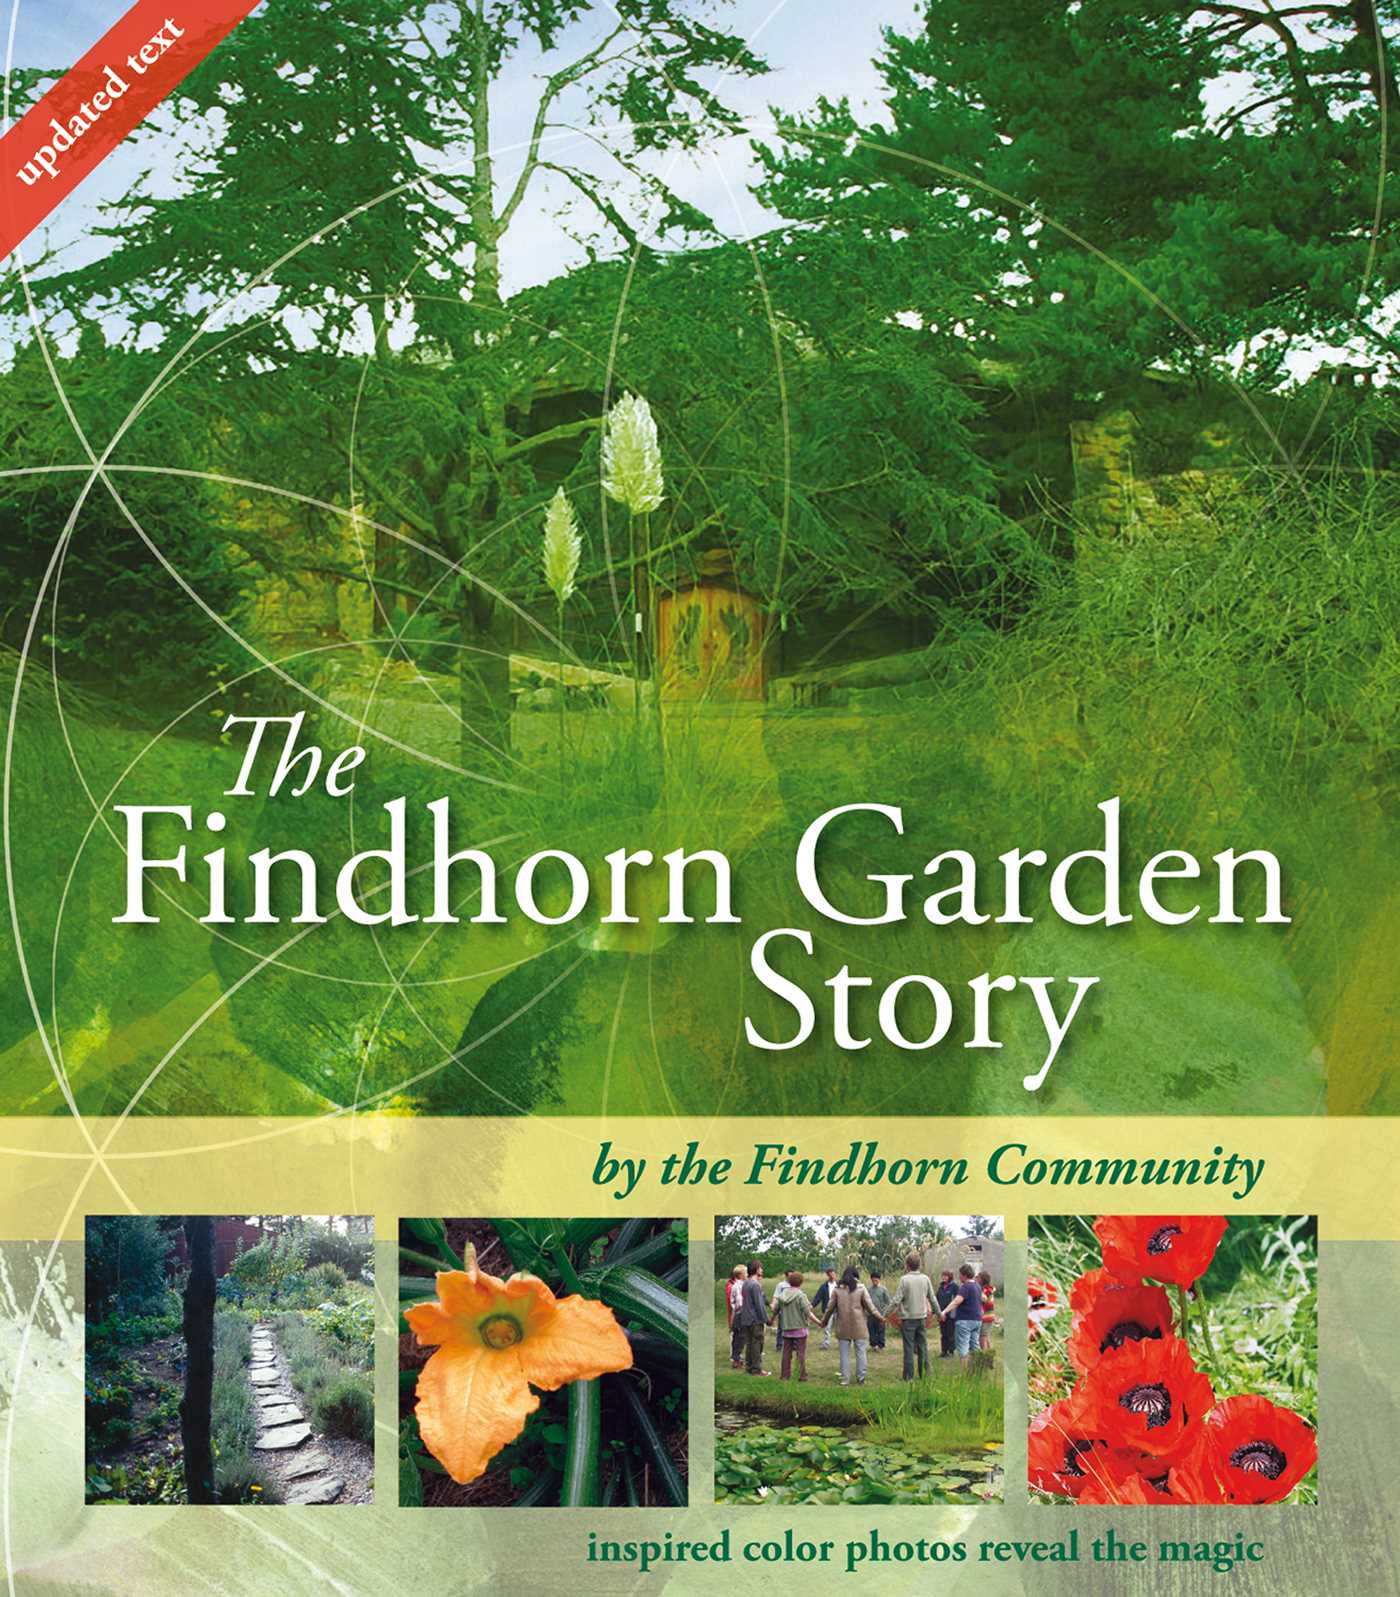 updated text
The
Findhorn Garden
Story
by the Findhorn Community
inspired color photos reveal the magic